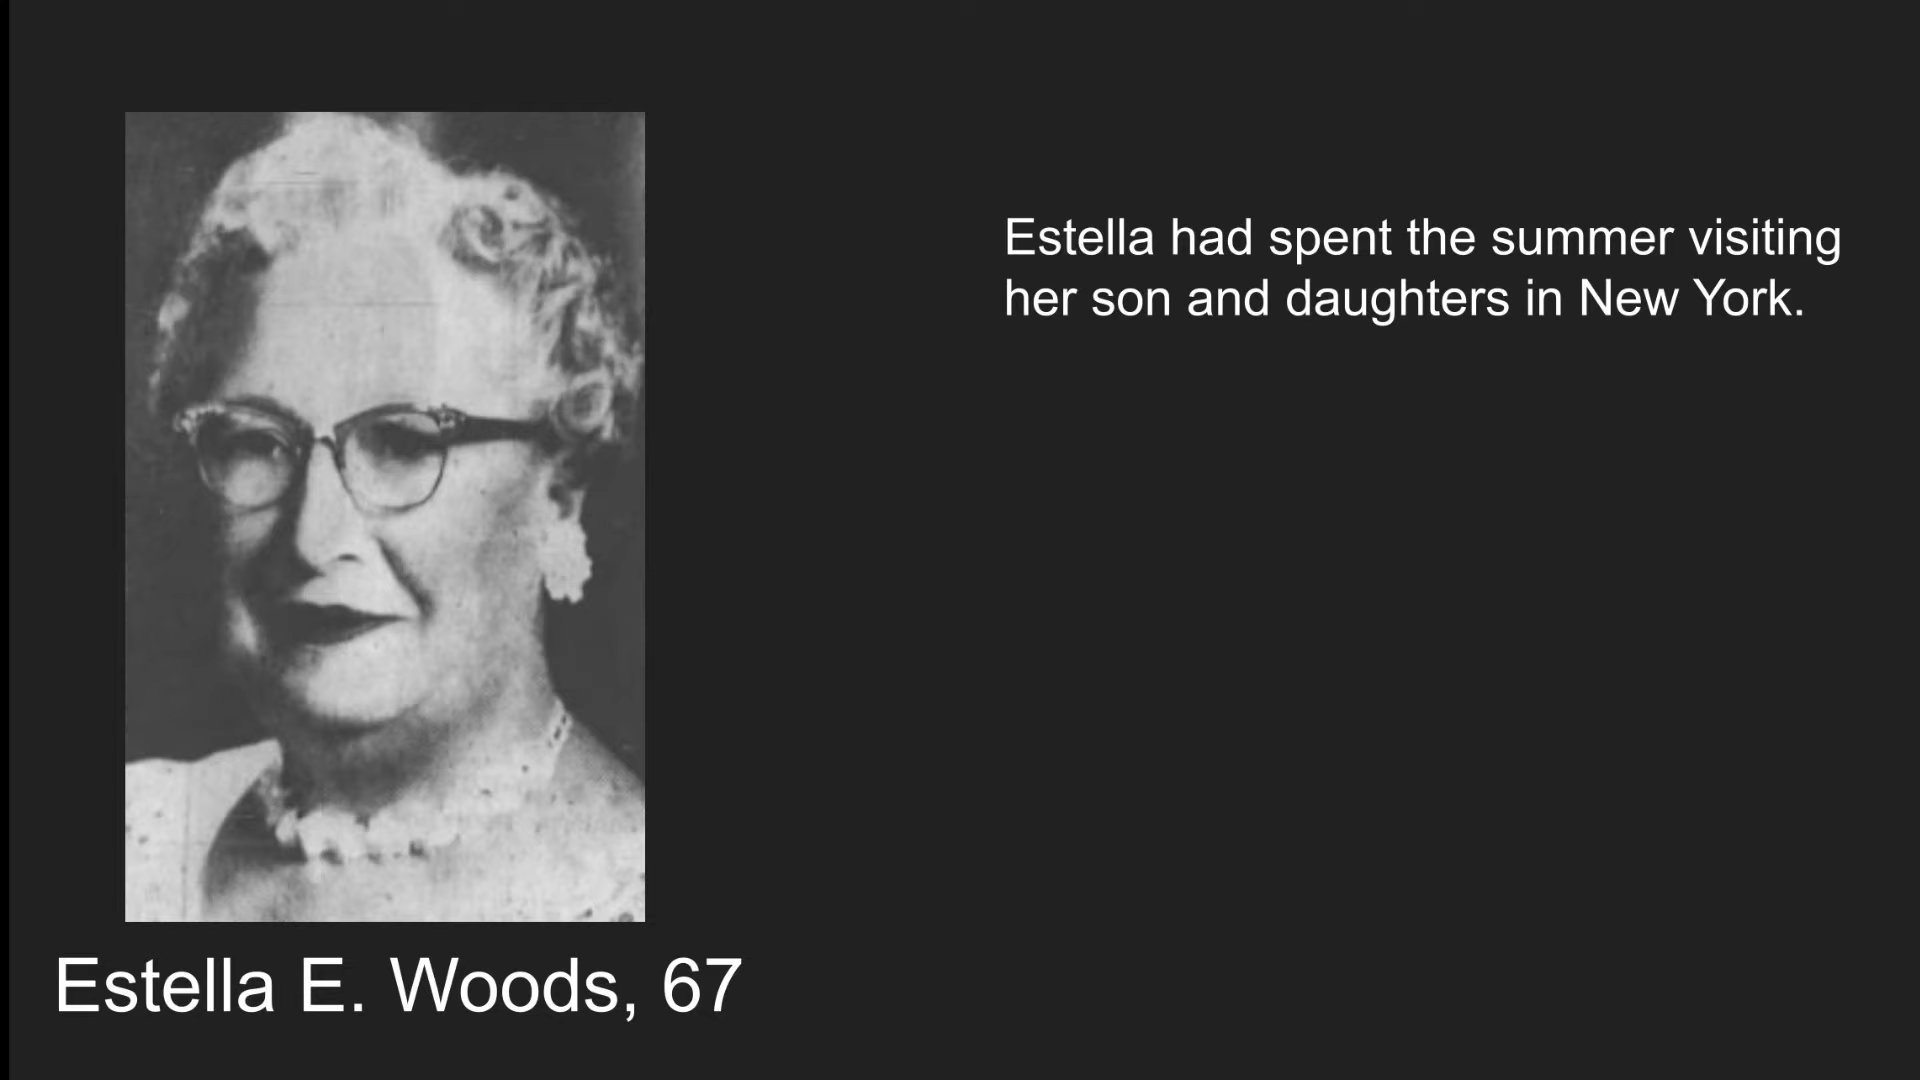 Estella had spent the summer visiting
her son and daughters in New York.
Estella E. Woods, 67